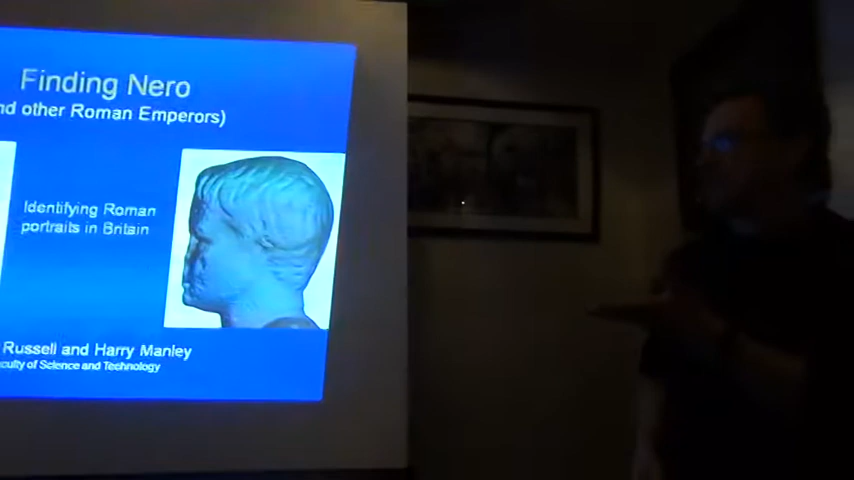 Finding Nero
nd other Roman Emperors)
Identifying Roman
portraits in Britain
Russell and Harry Manley
culty of Science and Technology